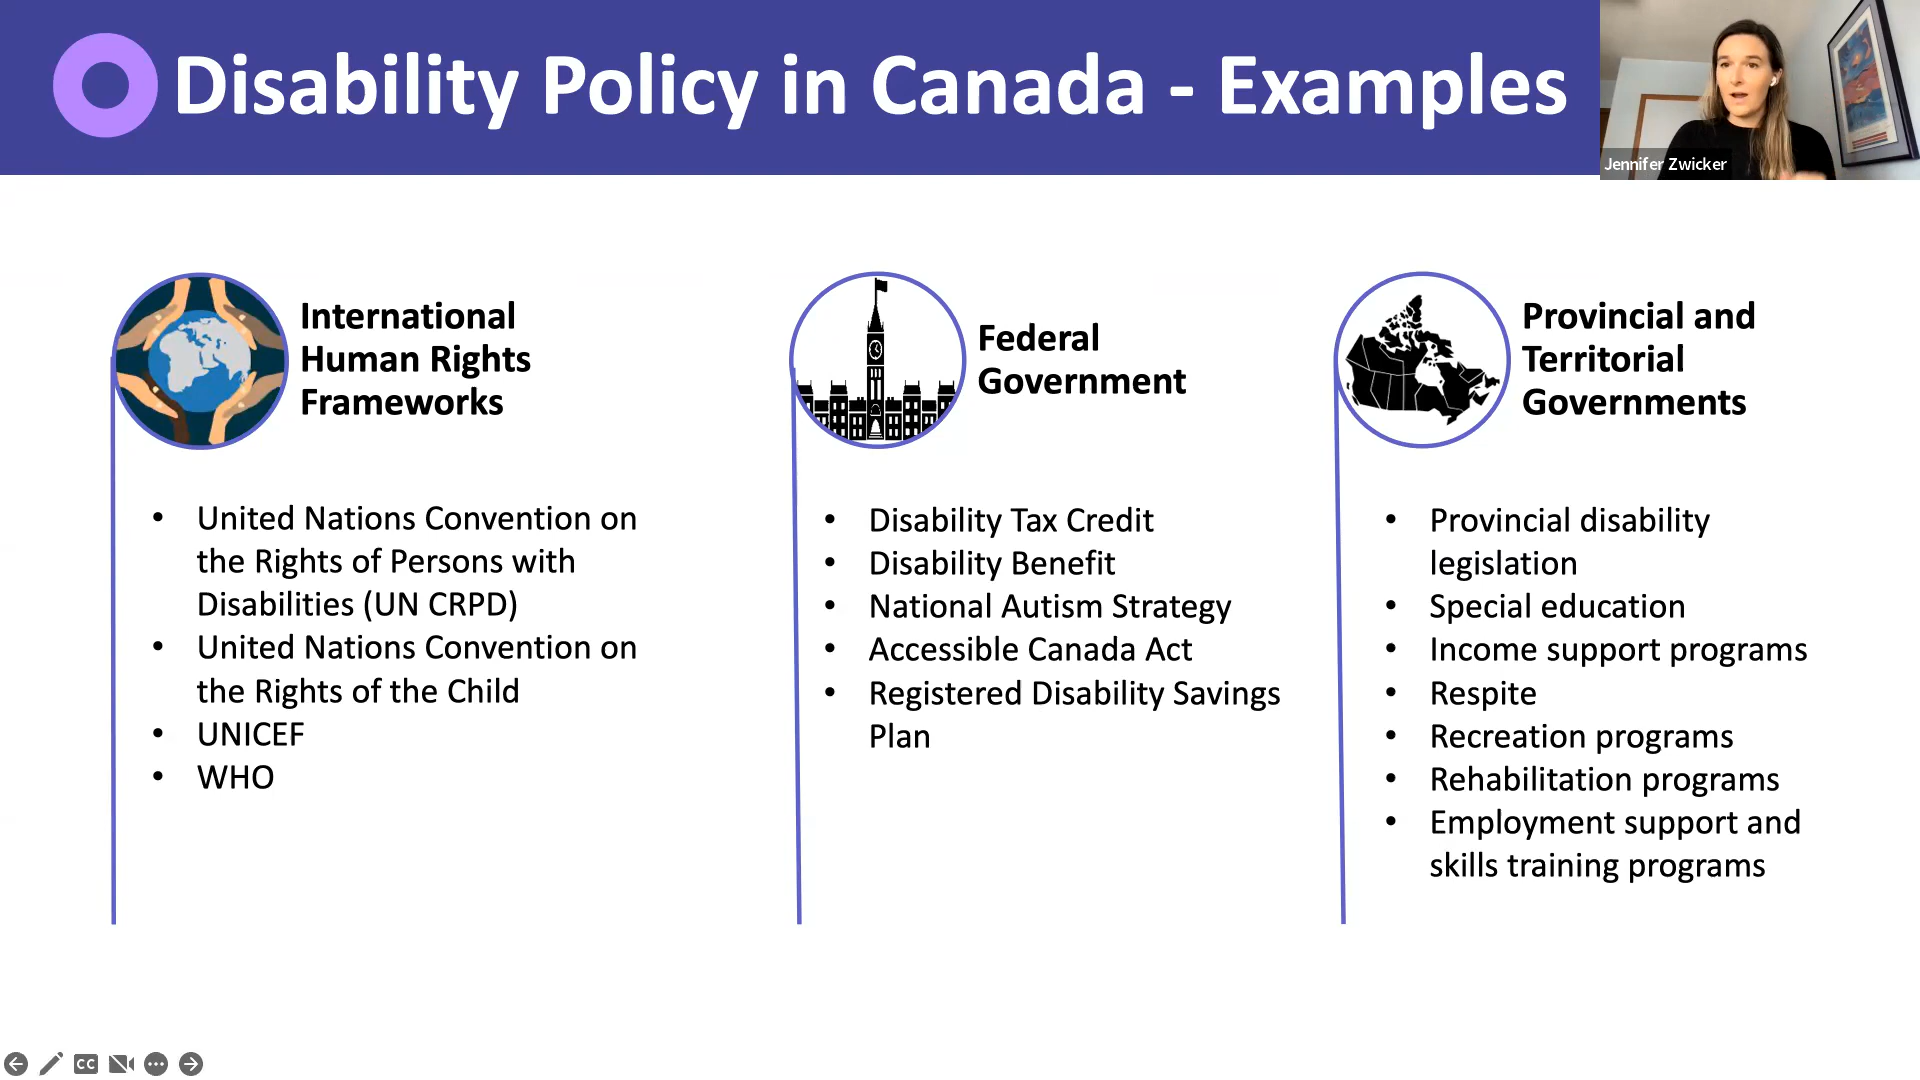 Disability Policy in Canada - Examples
Jennifer Zwicker
International
Human Rights
Frameworks
United Nations Convention on
the Rights of Persons with
Disabilities (UN CRPD)
United Nations Convention on
the Rights of the Child
UNICEF
WHO
Federal
Government
Disability Tax Credit
Disability Benefit
National Autism Strategy
Accessible Canada Act
Registered Disability Savings
Plan
Provincial and
Territorial
Governments
Provincial disability
legislation
Special education
Income support programs
Respite
Recreation programs
Rehabilitation programs
Employment support and
skills training programs
CC